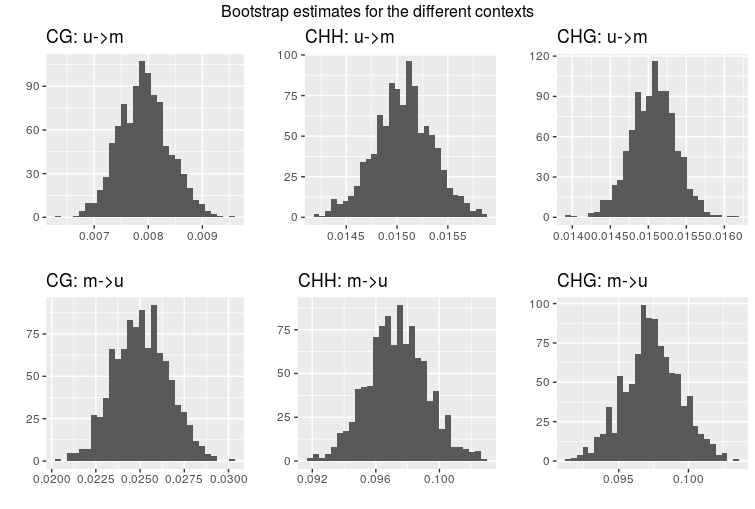 Bootstrap estimates for the different contexts
CG: u->m
CHH: u->m
CHG: u->m
90
60
30
0
0.007 0.008 0.009
100
75
50
25
0
0.0145 0.0150 0.0155
120
90
60
30
0
0.01400 0.01450 0.01500 0.01550 0.0160
CG: m->u
CHH: m->u
CHG: m->u
75
50
25
0
0.0200 0.0225 0.0250 0.0275 0.0300
75
50
25
0
0.092 0.096 0.100
100
75
50
25
0
0.095 0.100